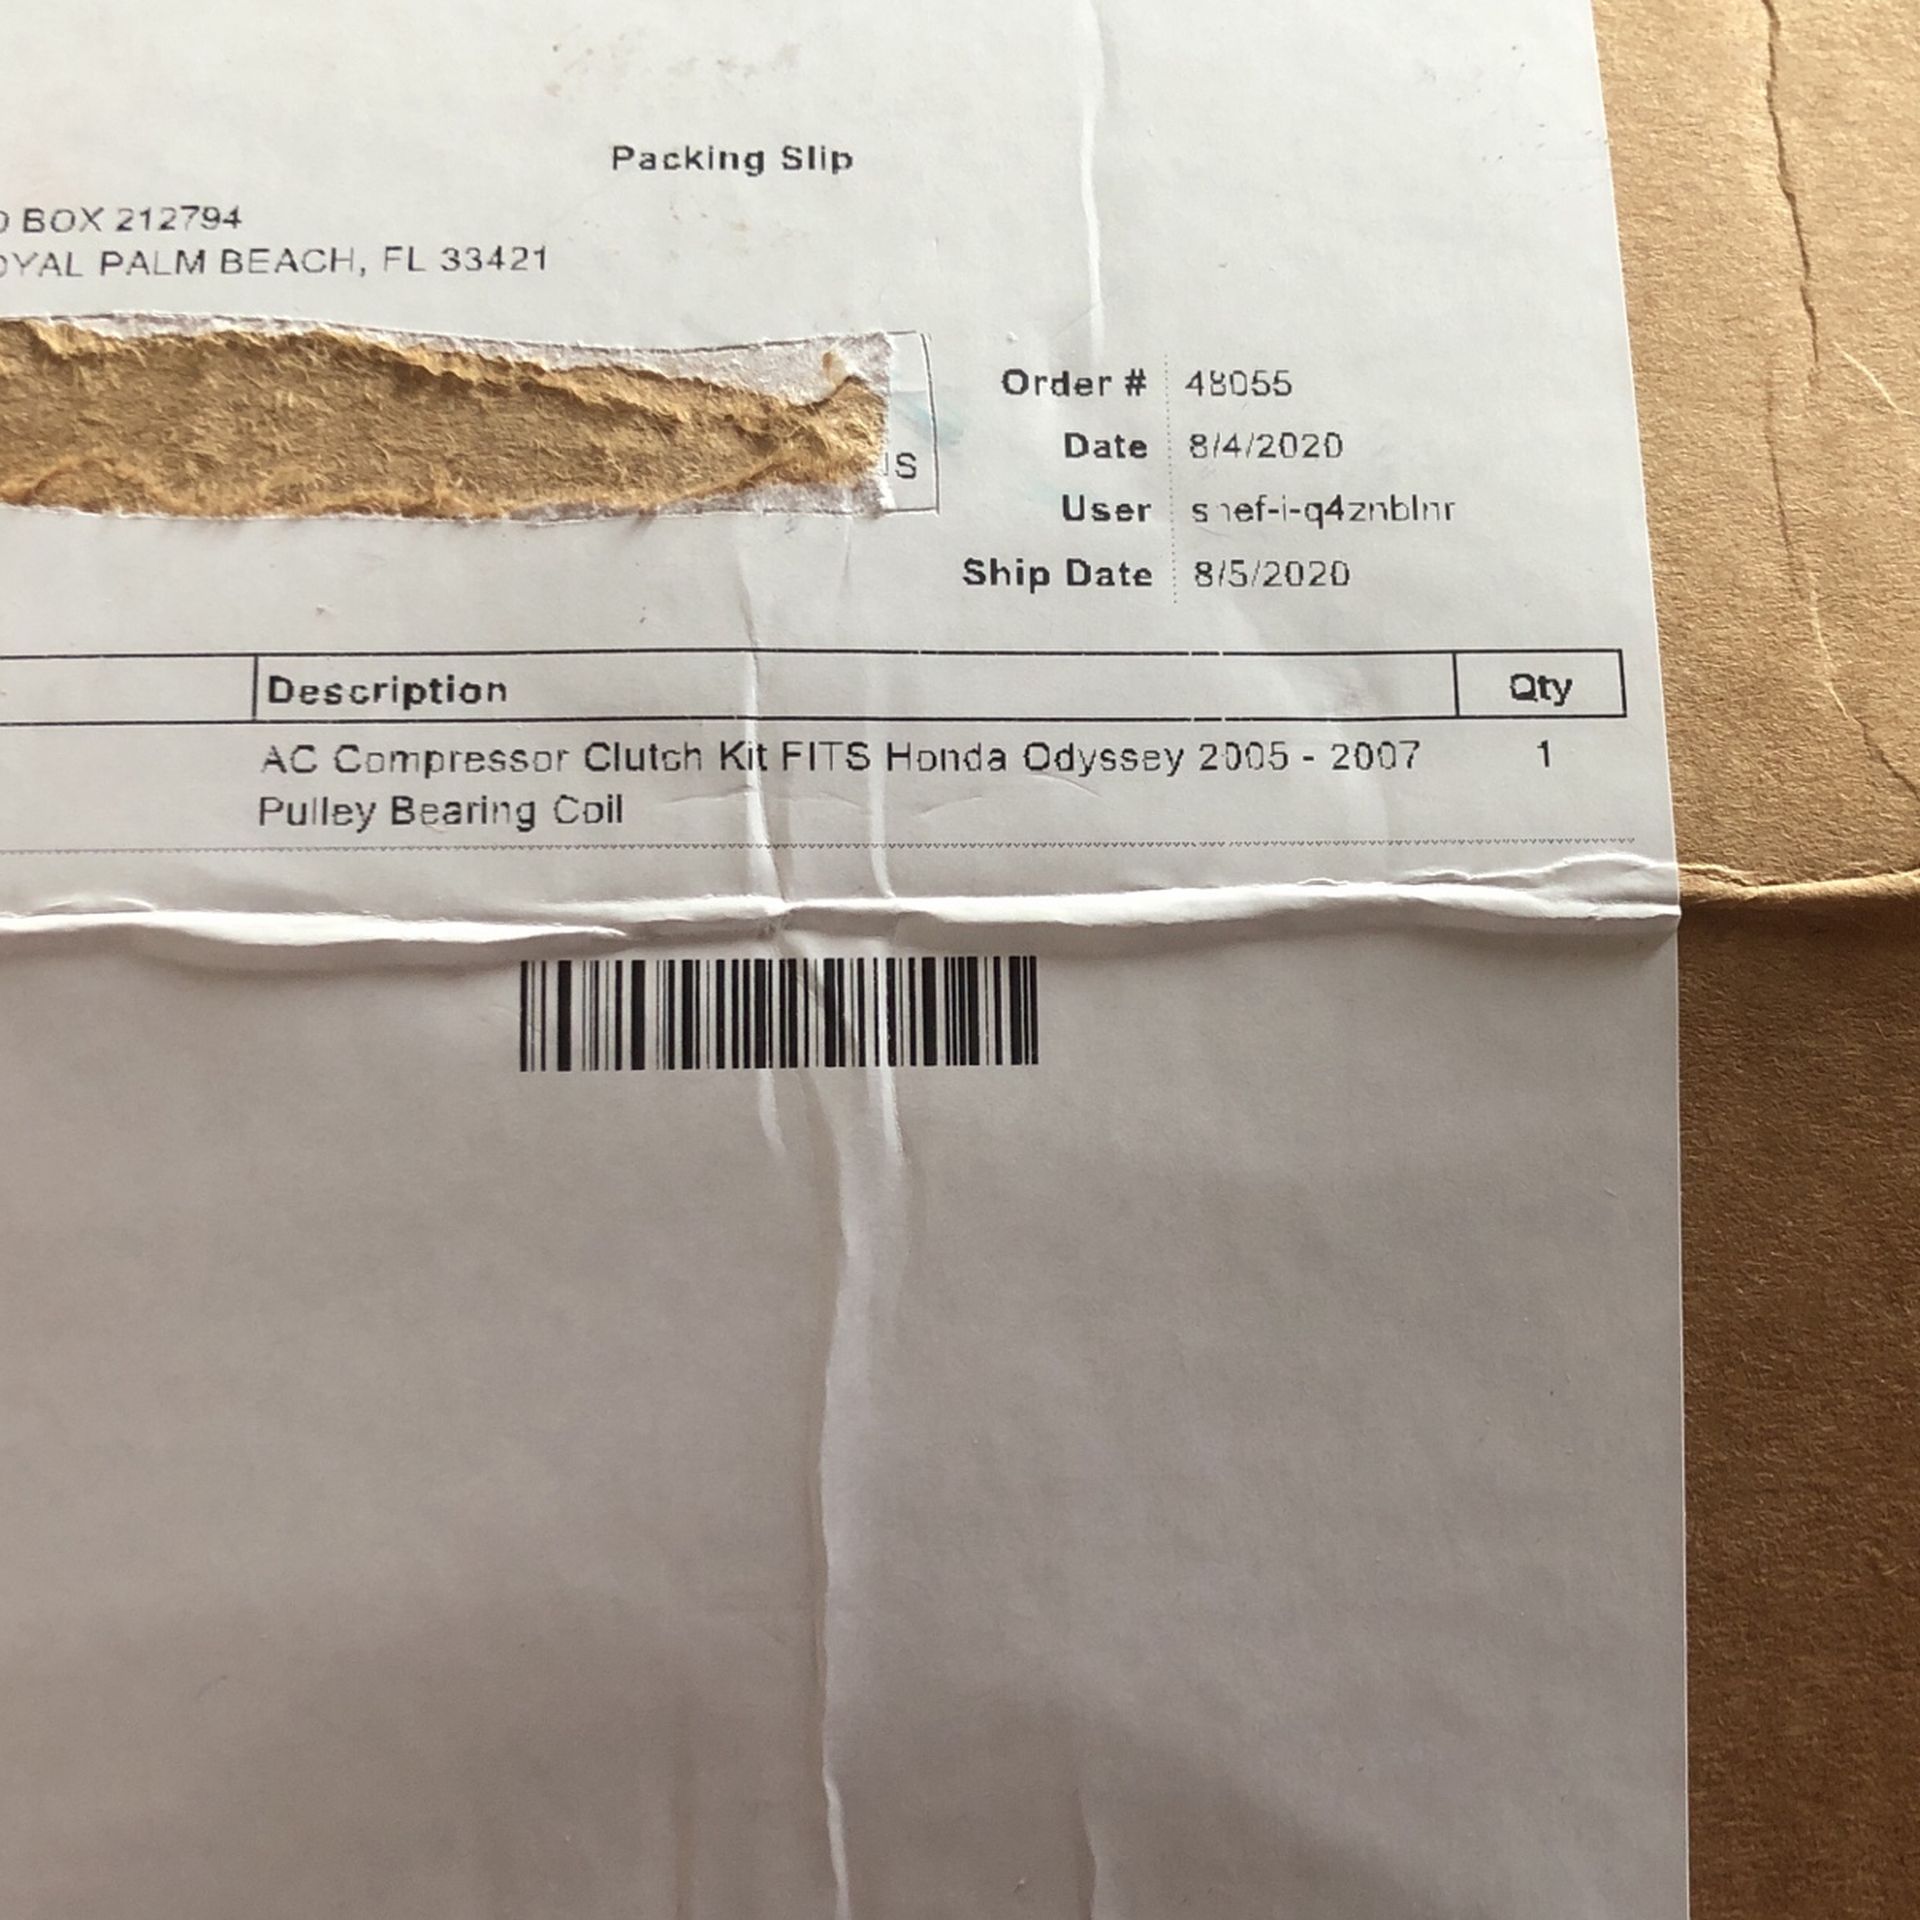 Packing Slip
BOX 212794
PALM BEACH, FL 33421
S
Order # 48055
Date 8/4/2020
User
Ship Date 8/5/2020
Description Qty
AC Compressor Clutch Kit FITS Honda Odyssey 2005 - 2007 1
Pulley Bearing Coil